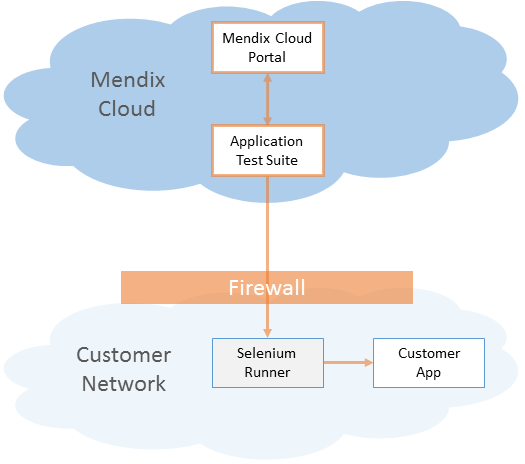 Mendix Cloud
Portal
Mendix
Cloud
Application
Test Suite
Firewall
Customer
Network
Selenium
Runner
Customer
App